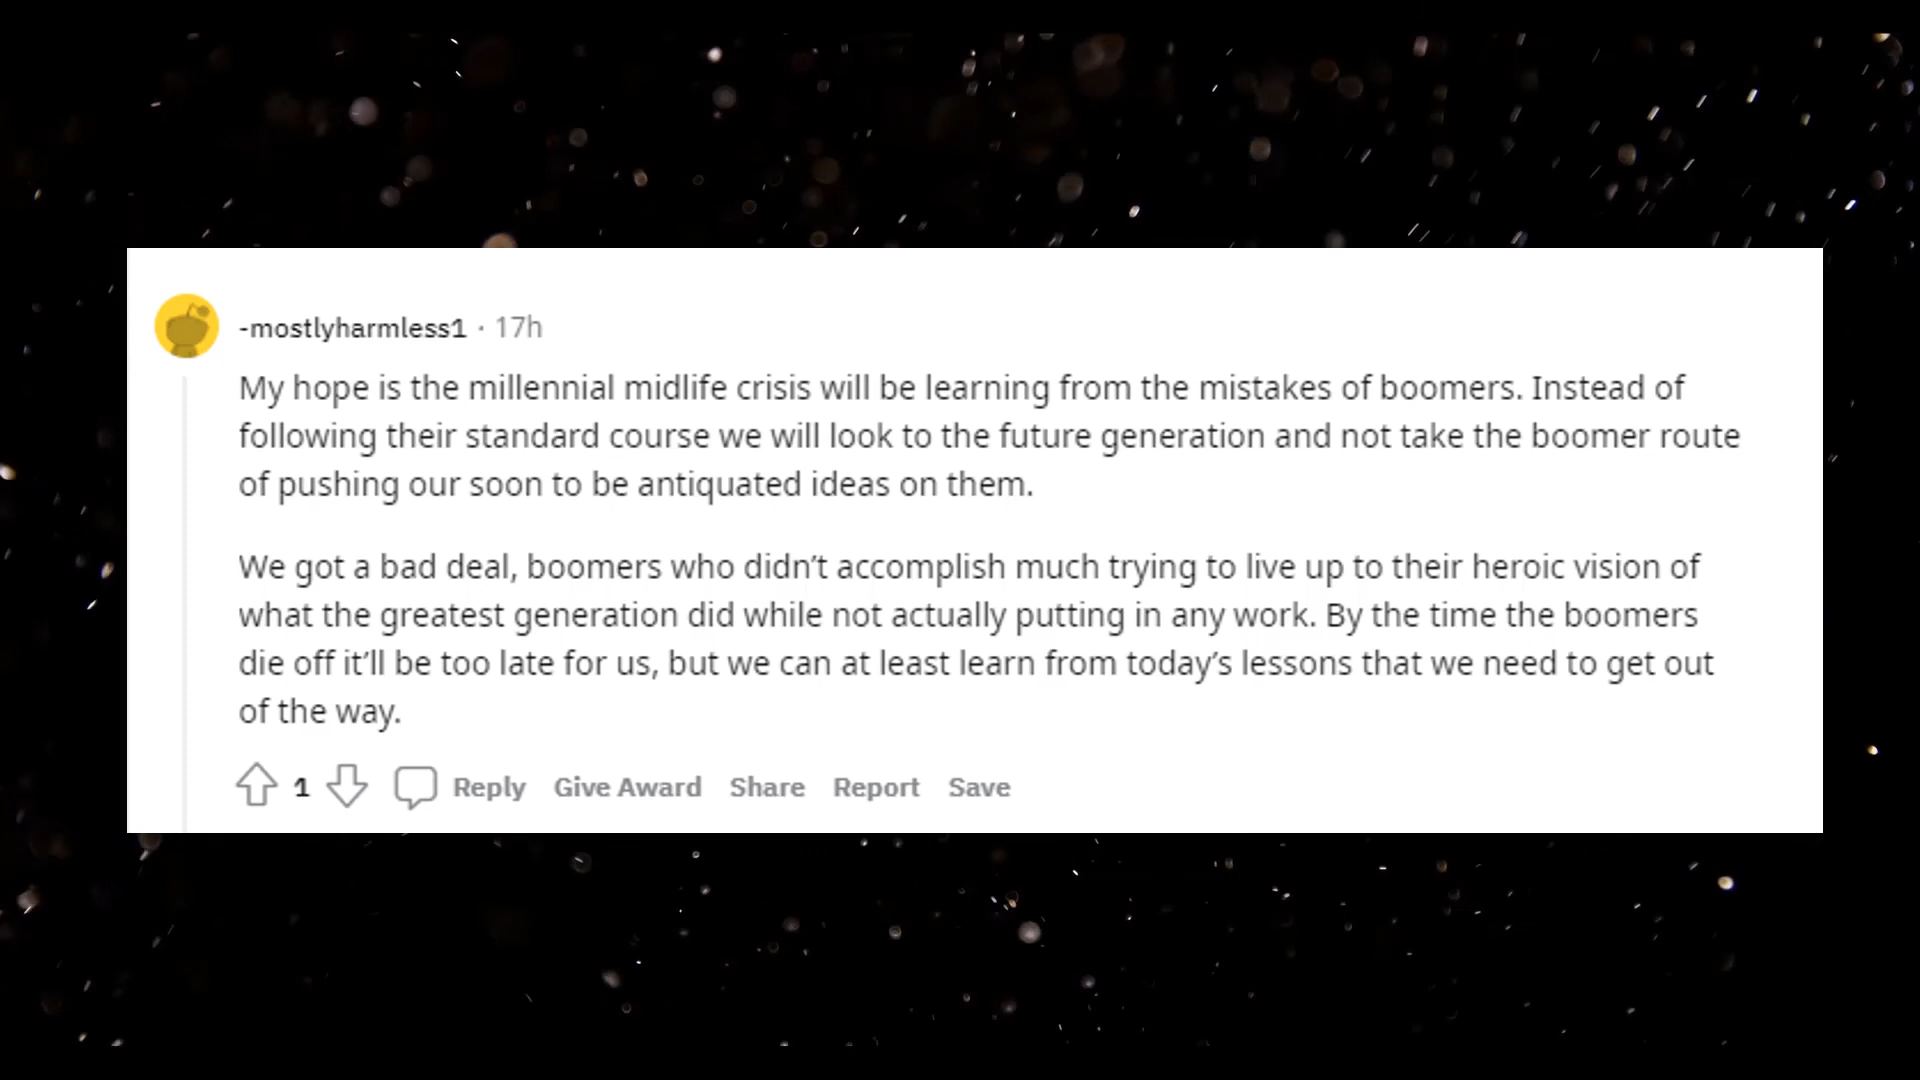 -mostlyharmless1 · 17h
My hope is the millennial midlife crisis will be learning from the mistakes of boomers. Instead of
following their standard course we will look to the future generation and not take the boomer route
of pushing our soon to be antiquated ideas on them.
We got a bad deal, boomers who didn’t accomplish much trying to live up to their heroic vision of
what the greatest generation did while not actually putting in any work. By the time the boomers
die off it’ll be too late for us, but we can at least learn from today’s lessons that we need to get out
of the way.
1 Reply Give Award Share Report Save